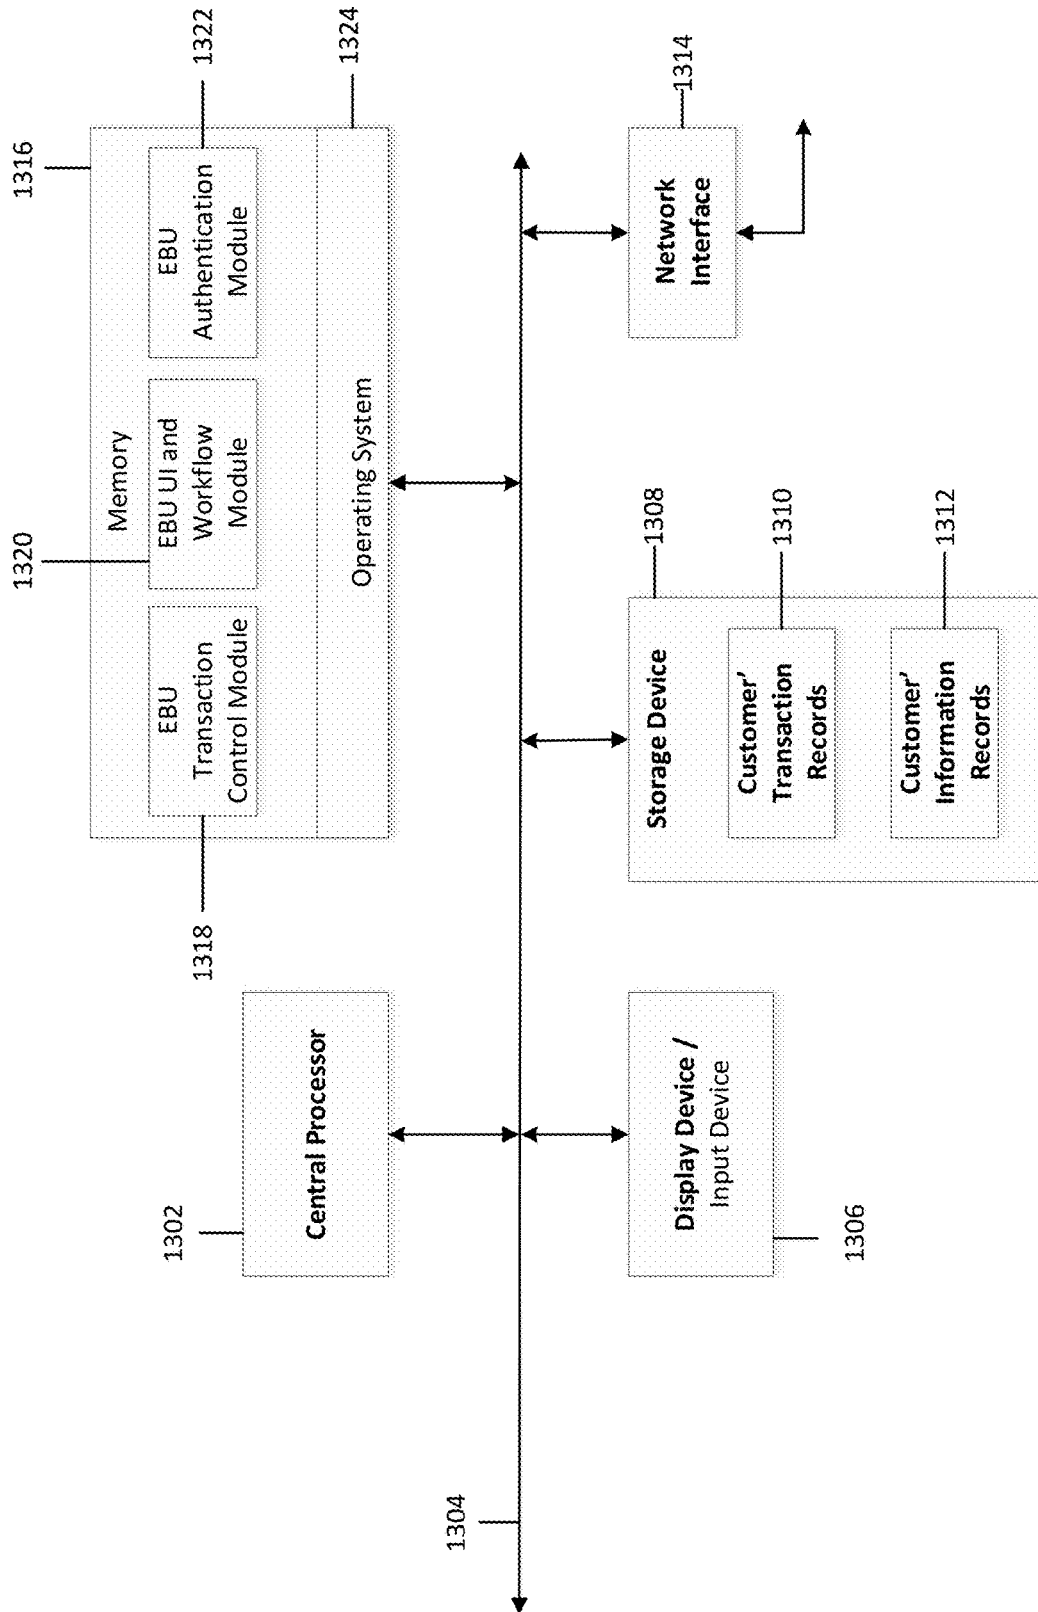 1316
1320
1322
1324
Memory
EBU
Transaction
Control Module
EBU UI and
Workflow
Module
EBU
Authentication
Module
Operating System
1318
1302
Central Processor
1304
Display Device /
Input Device
1306
Storage Device
1308
Customer'
Transaction
Records
1310
Customer'
Information
Records
1312
Network
Interface
1314